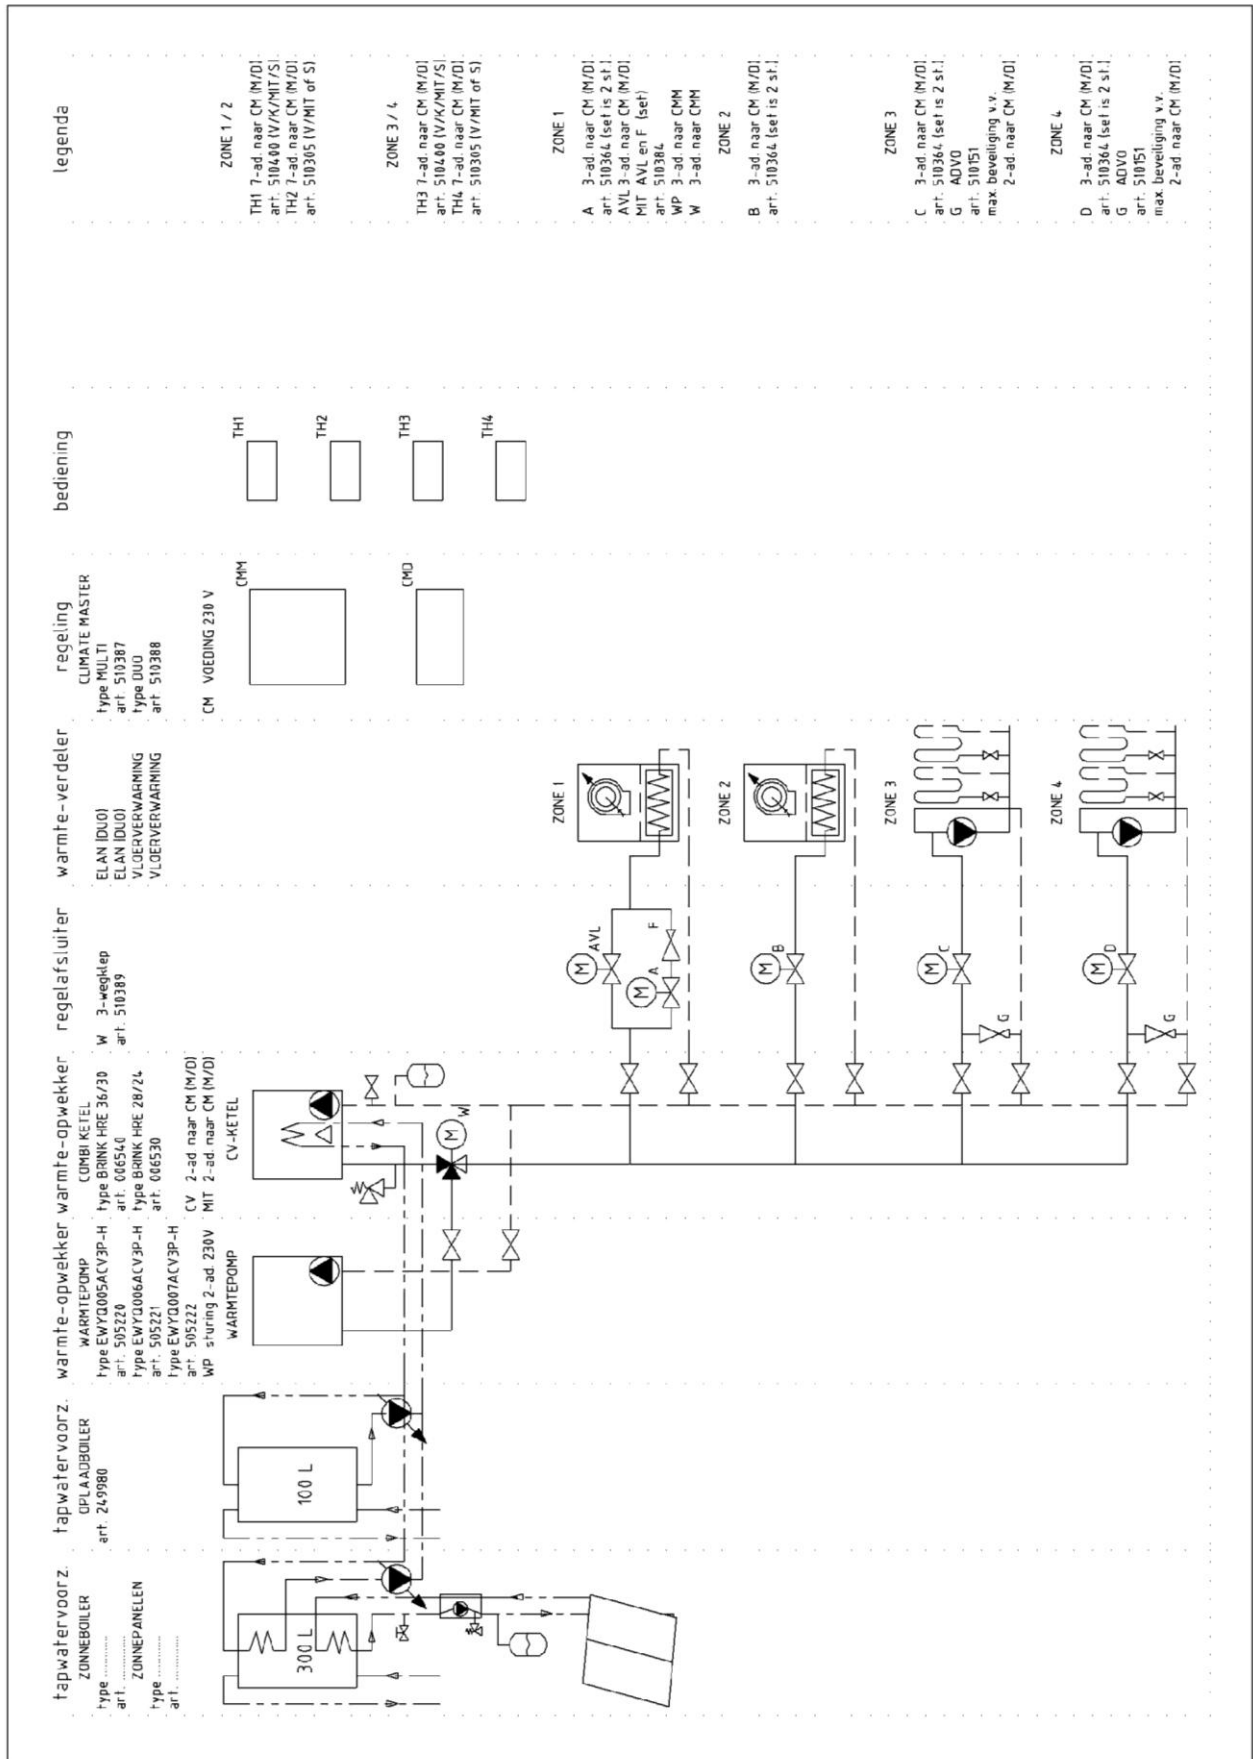 tapwatervoorz.
ZONNEBOILER
type ............
art. ............
ZONNEPANELEN
type ............
art. ............
300 L
tapwatervoorz.
OPLAADBOILER
art. 249980
100 L
warmte-opwekker
WARMTEPOMP
type EWYQ005ACV3P-H
art. 505220
type EWYQ006ACV3P-H
art. 505221
type EWYQ007ACV3P-H
art. 505222
WP sturing 2-ad. 230V
WARMTEPOMP
warmte-opwekker
COMBI KETEL
type BRINK HRE 36/30
art. 006540
type BRINK HRE 28/24
art. 006530
CV 2-ad naar CM (M/D)
MIT 2-ad. naar CM (M/D)
CV-KETEL
M
W
regelafsluiter
W 3-wegklep
art. 510389
M
AVL
M
A
F
M
B
M
C
G
M
D
G
warmte-verdeler
ELAN (DUO)
ELAN (DUO)
VLOERVERWARMING
VLOERVERWARMING
ZONE 1
ZONE 2
ZONE 3
ZONE 4
regeling
CLIMATE MASTER
type MULTI
art. 510387
type DUO
art. 510388
CM VOEDING 230 V
CMM
CMD
bediening
TH1
TH2
TH3
TH4
legenda
ZONE 1 / 2
TH1 7-ad. naar CM (M/D)
art. 510400 (V/K/MIT/S)
TH2 7-ad. naar CM (M/D)
art. 510305 (V/MIT of S)
ZONE 3 / 4
TH3 7-ad. naar CM (M/D)
art. 510400 (V/K/MIT/S)
TH4 7-ad. naar CM (M/D)
art. 510305 (V/MIT of S)
ZONE 1
A 3-ad. naar CM (M/D)
art. 510364 (set is 2 st.)
AVL 3-ad. naar CM (M/D)
MIT AVL en F (set)
art. 510384
WP 3-ad. naar CMM
W 3-ad. naar CMM
ZONE 2
B 3-ad. naar CM (M/D)
art. 510364 (set is 2 st.)
ZONE 3
C 3-ad. naar CM (M/D)
art. 510364 (set is 2 st.)
G ADVO
art. 510151
max. beveiliging v.v.
2-ad. naar CM (M/D)
ZONE 4
D 3-ad. naar CM (M/D)
art. 510364 (set is 2 st.)
G ADVO
art. 510151
max. beveiliging v.v.
2-ad. naar CM (M/D)